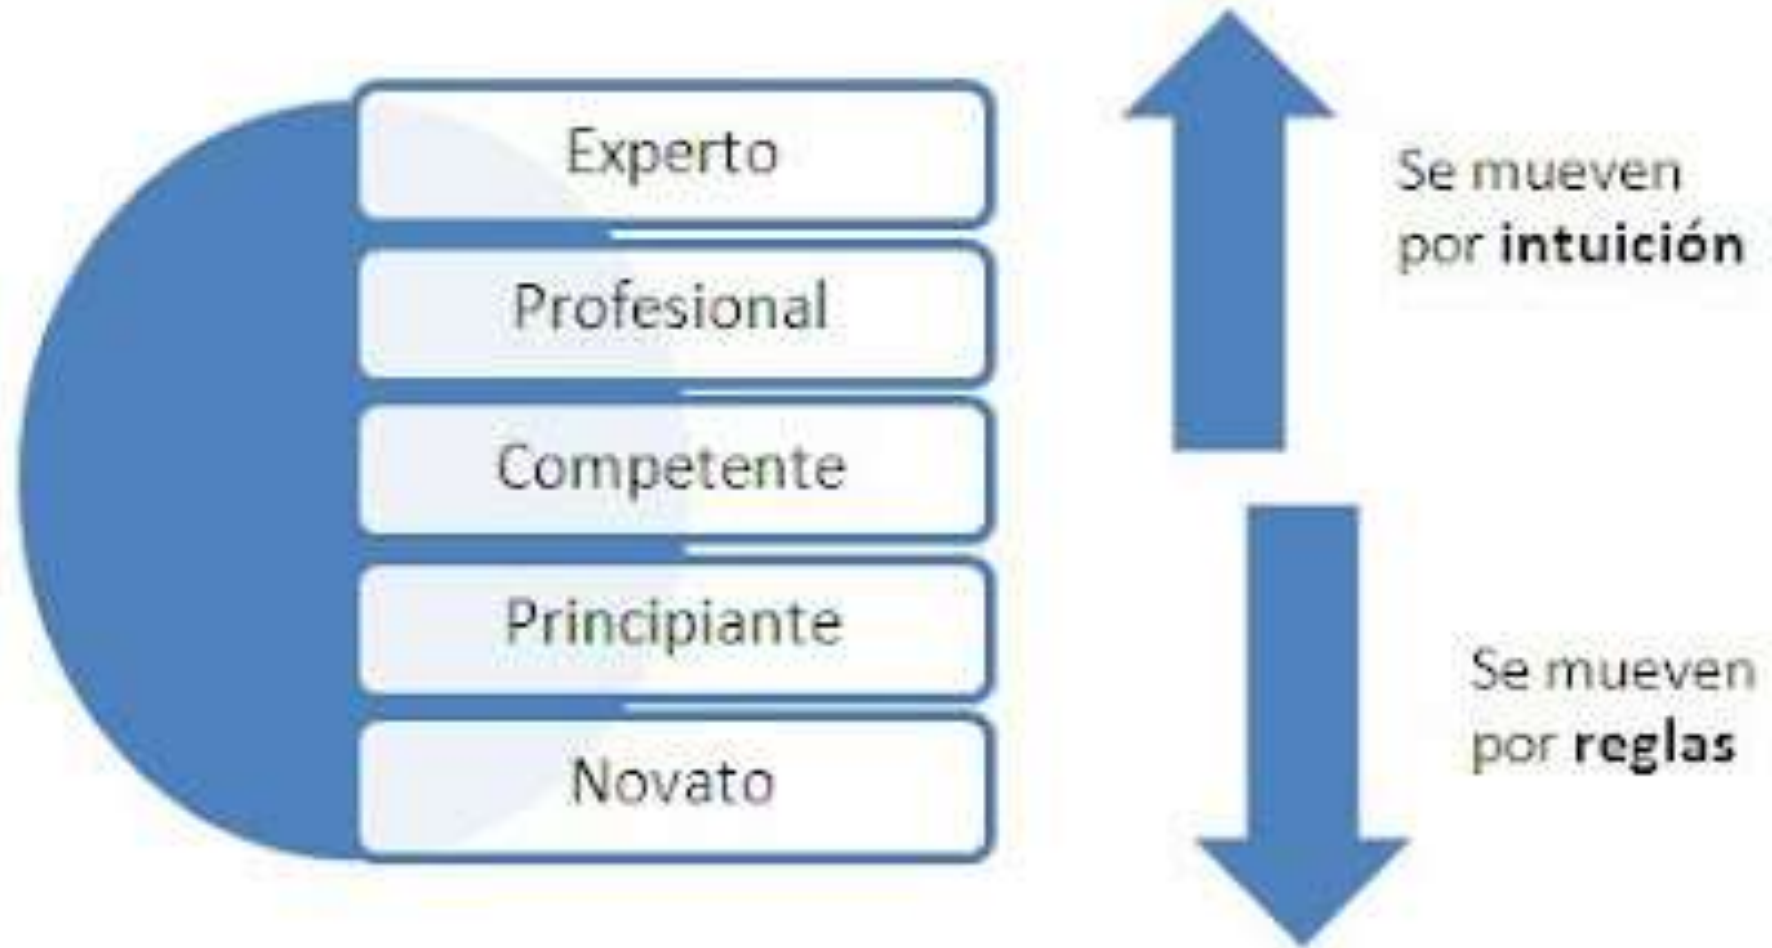 Experto
Profesional
Competente
Principiante
Novato
Se mueven
por intuición
Se mueven
por reglas